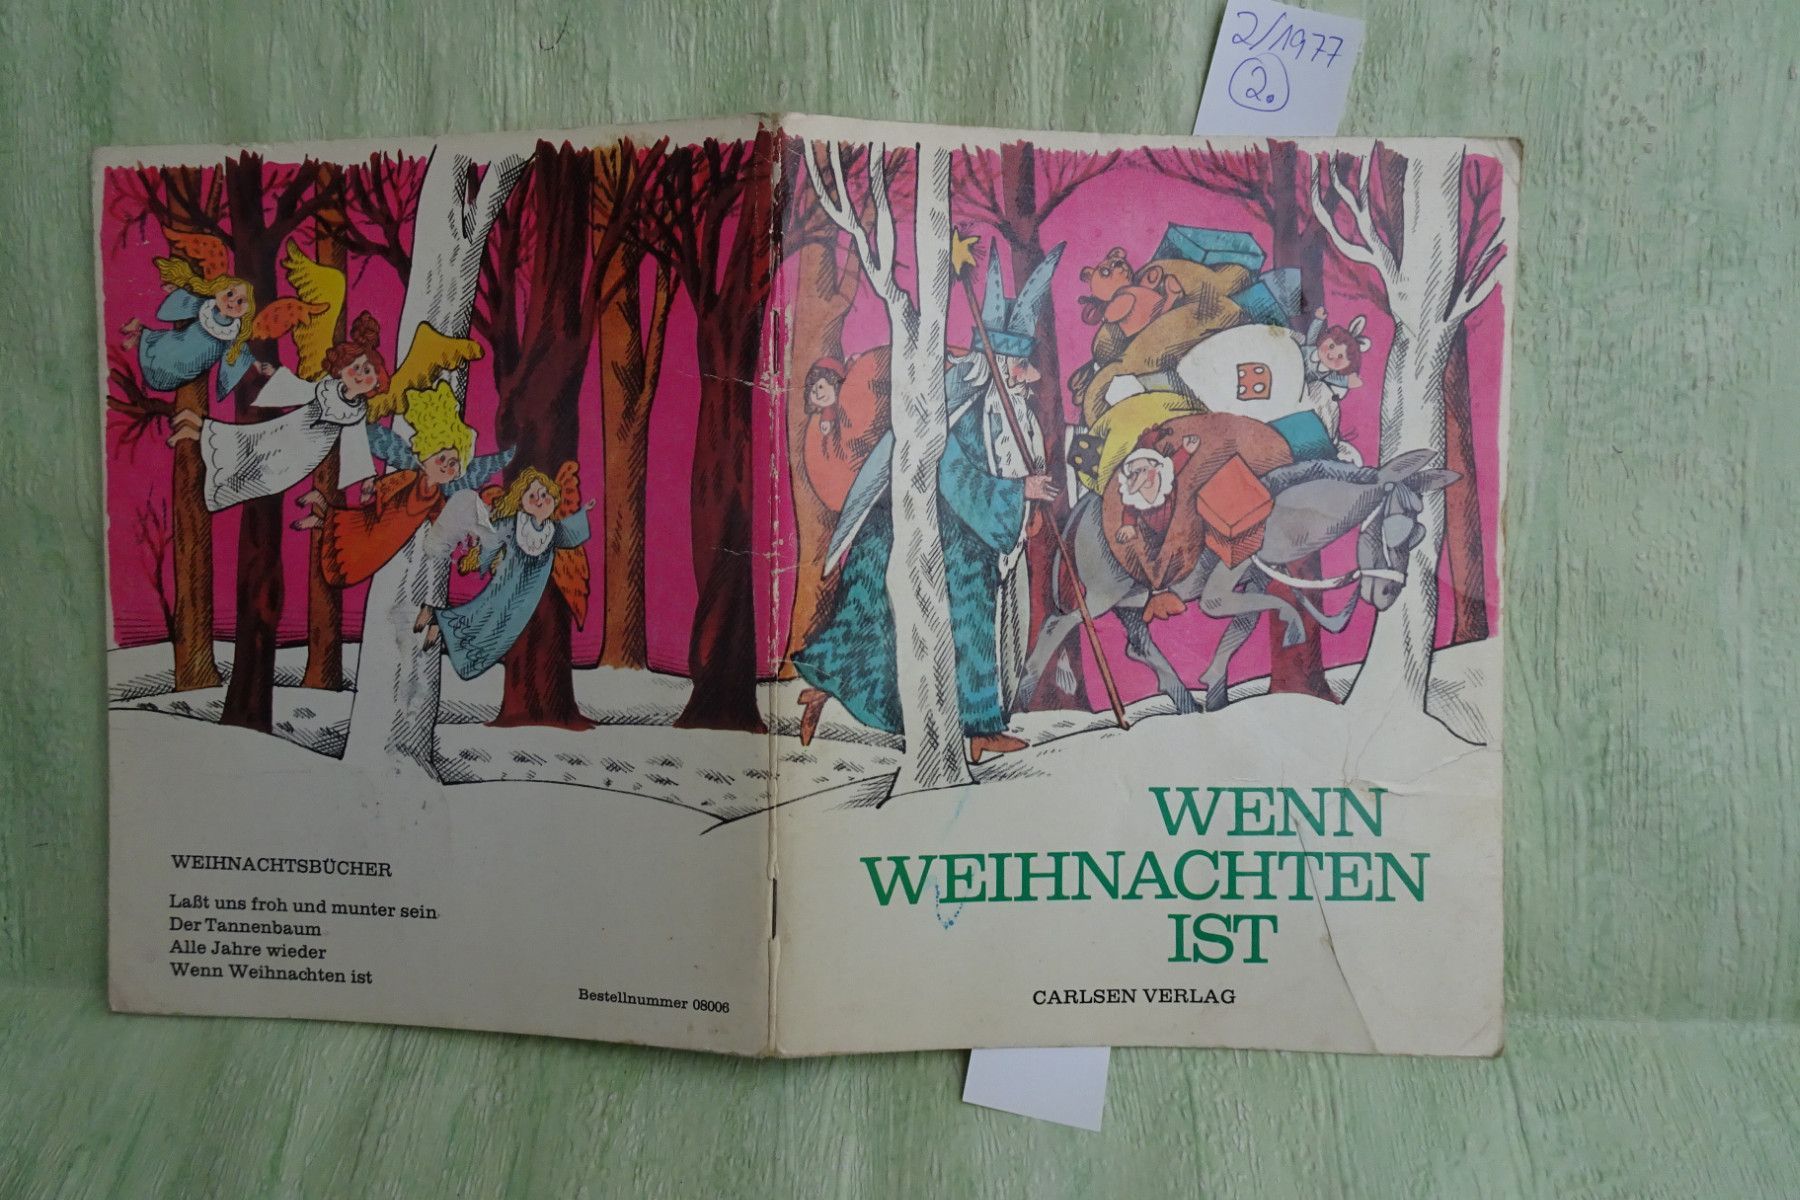 2/1977
2.
WENN
WEIHNACHTEN
IST
CARLSEN VERLAG
WEIHNACHTSBÜCHER
Laßt uns froh und munter sein
Der Tannenbaum
Alle Jahre wieder
Wenn Weihnachten ist
Bestellnummer 08006